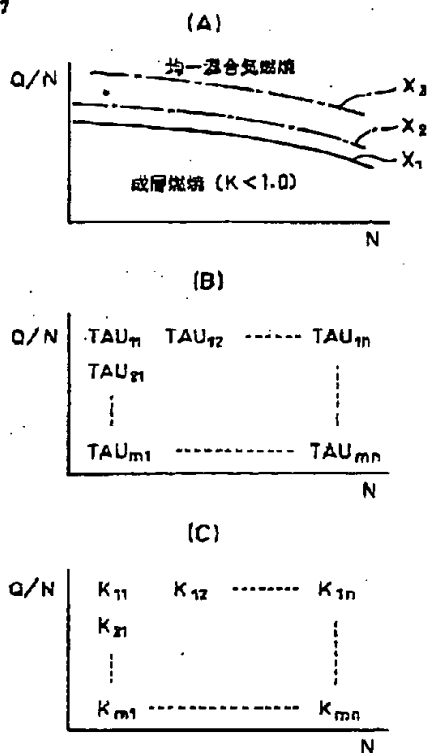 7
(A)
Q/N
均一混合気燃焼
X₃
X₂
X₁
成層燃焼 (K<1.0)
N
(B)
Q/N
TAU₁₁ TAU₁₂ TAU₁ₙ
TAU₂₁
TAUₘ₁ TAUₘₙ
N
(C)
Q/N
K₁₁ K₁₂ K₁ₙ
K₂₁
Kₘ₁ Kₘₙ
N